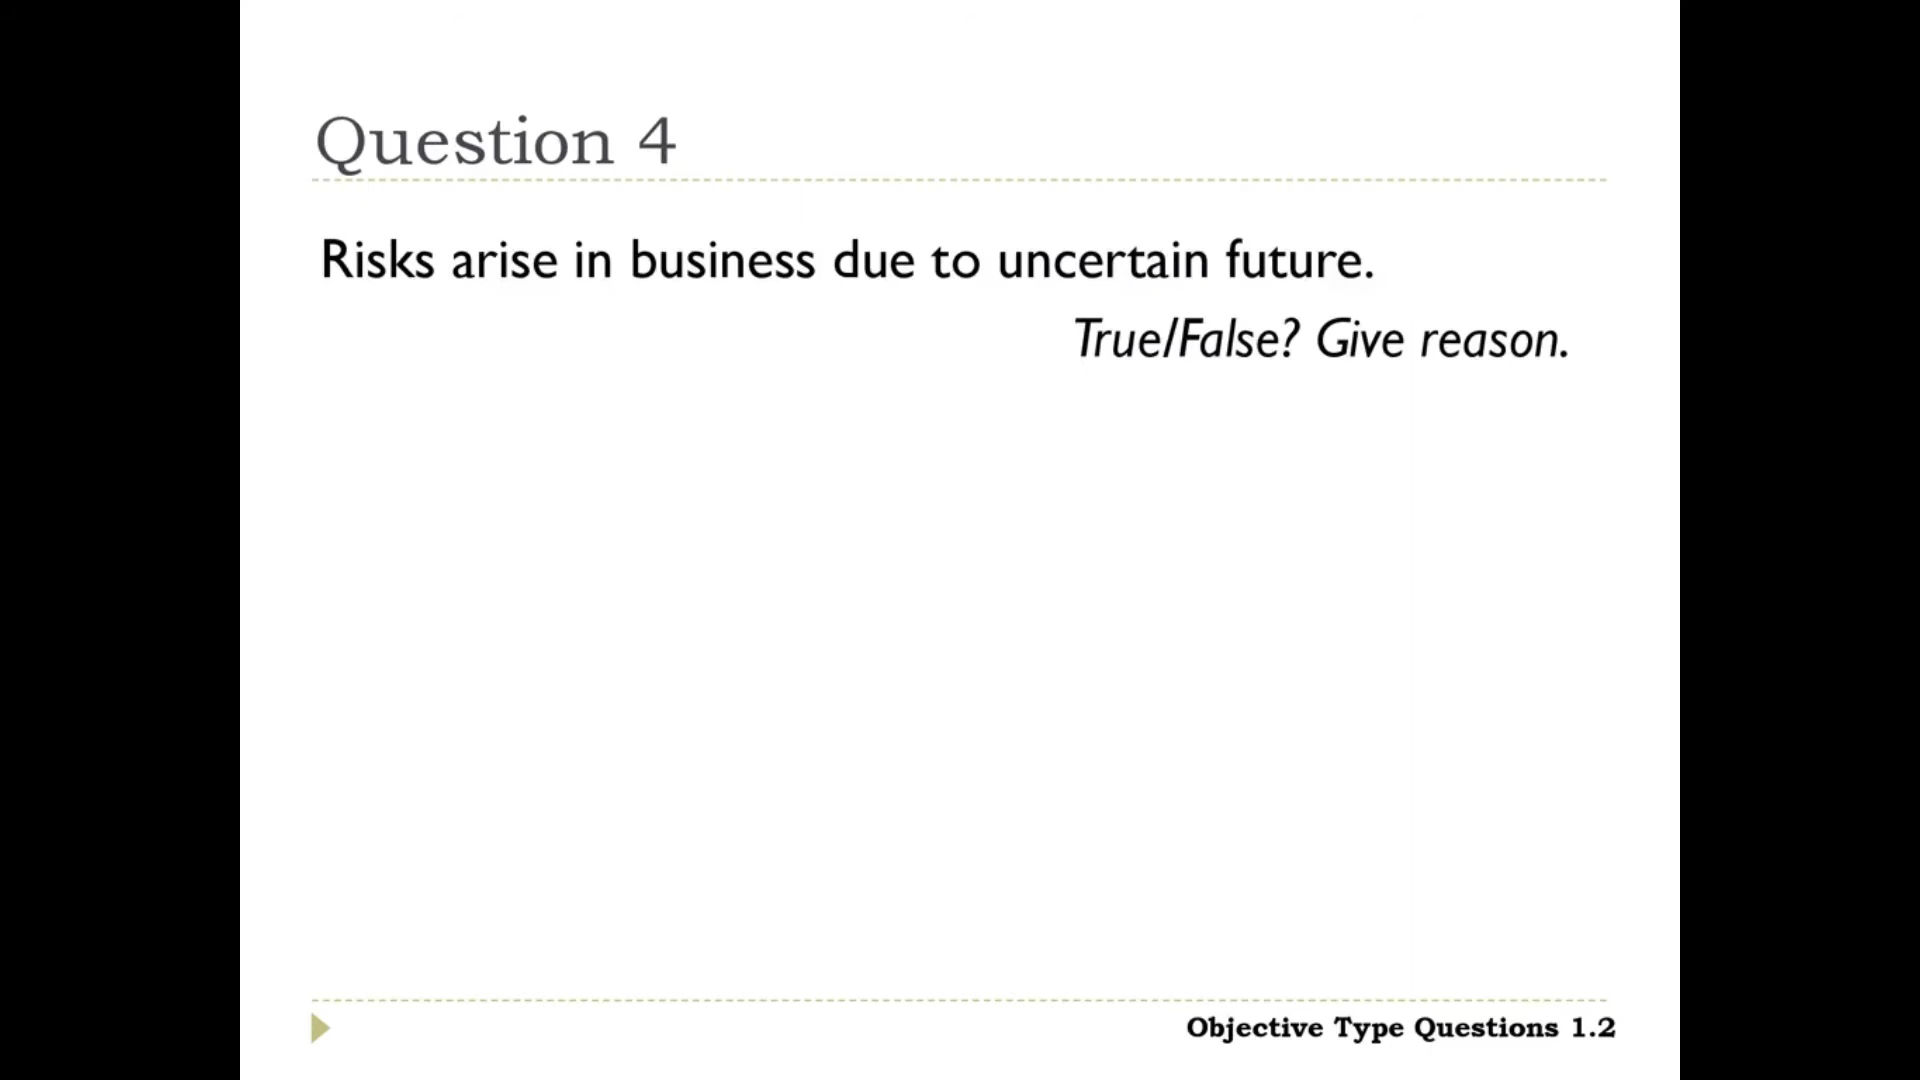 Question 4
Risks arise in business due to uncertain future.
True/False? Give reason.
Objective Type Questions 1.2